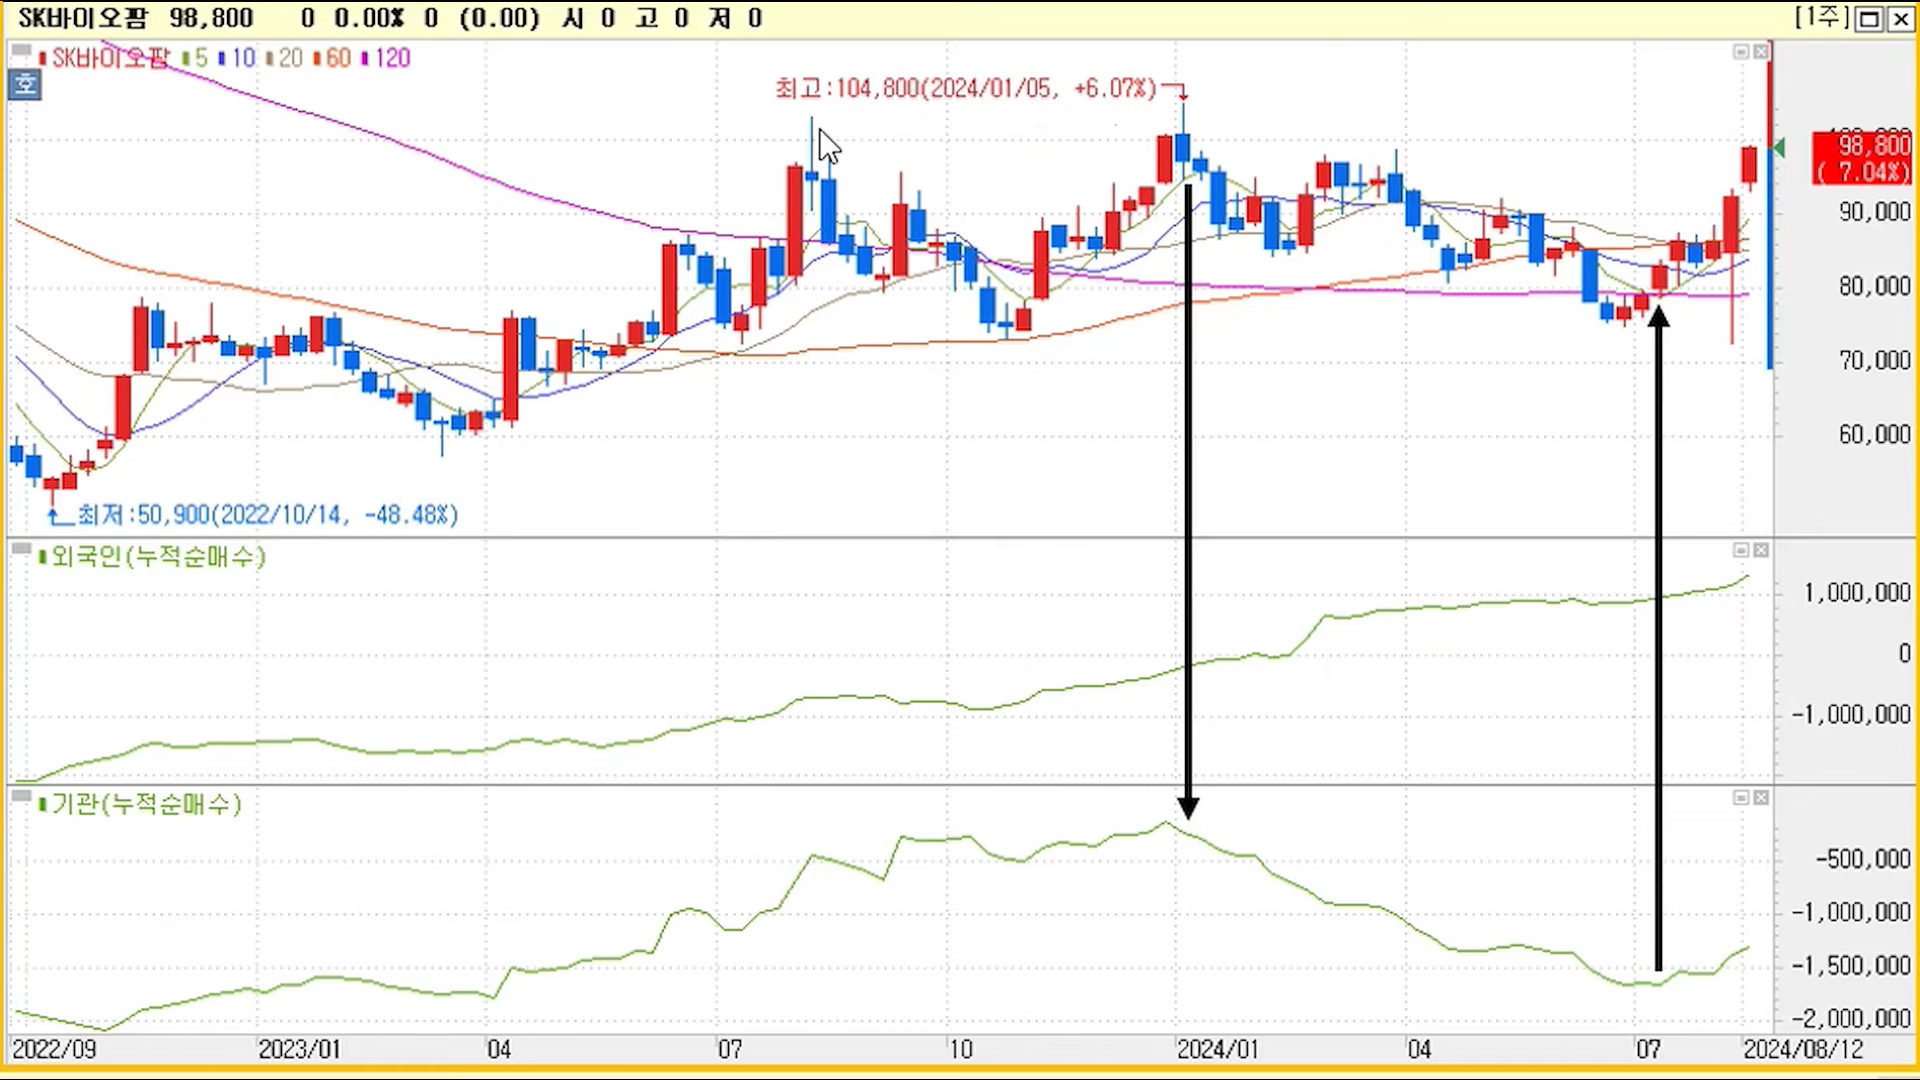 SK바이오팜 98,800 0 0.00% 0 (0.00) 시 0 고 0 저 0 [1주]
SK바이오팜 5 10 20 60 120
호
최고:104,800(2024/01/05, +6.07%)
98,800
( 7.04%)
90,000
80,000
70,000
60,000
최저:50,900(2022/10/14, -48.48%)
외국인(누적순매수)
1,000,000
0
-1,000,000
기관(누적순매수)
-500,000
-1,000,000
-1,500,000
-2,000,000
2022/09 2023/01 04 07 10 2024/01 04 07 2024/08/12